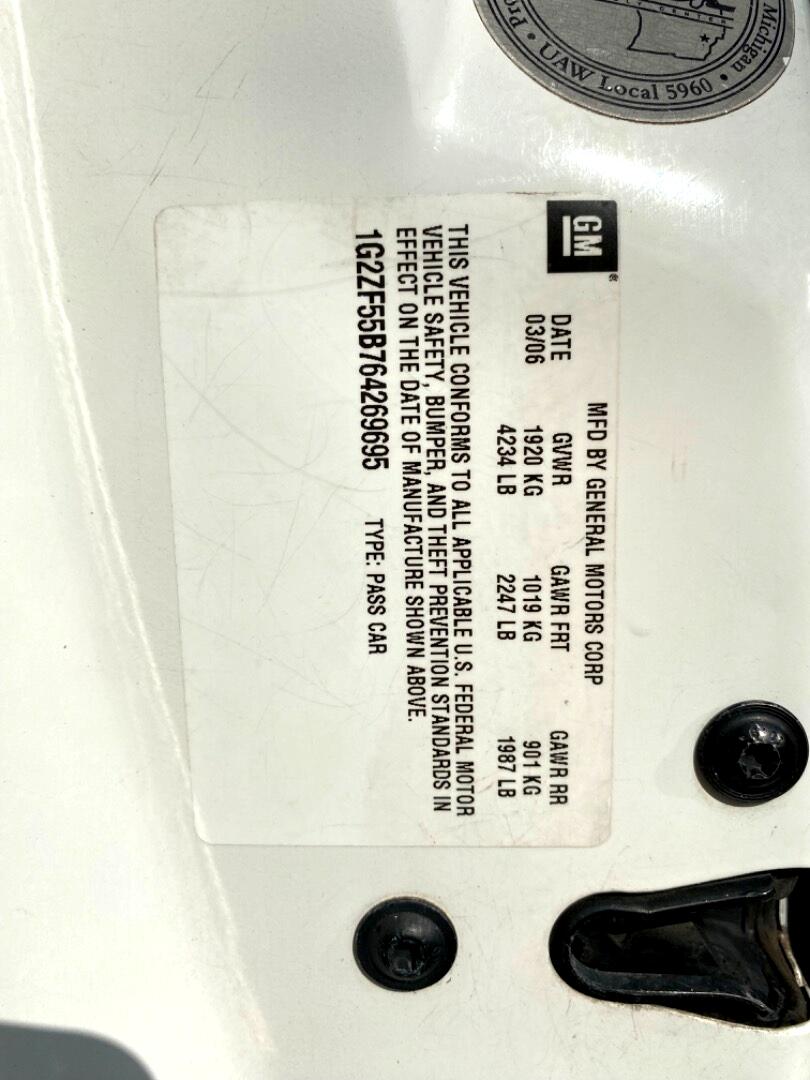 Michigan
UAW Local 5960
GM
MFD BY GENERAL MOTORS CORP
DATE GVWR GAWR FRT GAWR RR
03/06 1920 KG 1019 KG 901 KG
4234 LB 2247 LB 1987 LB
THIS VEHICLE CONFORMS TO ALL APPLICABLE U.S. FEDERAL MOTOR
VEHICLE SAFETY, BUMPER, AND THEFT PREVENTION STANDARDS IN
EFFECT ON THE DATE OF MANUFACTURE SHOWN ABOVE.
1G2ZF55B764269695 TYPE: PASS CAR